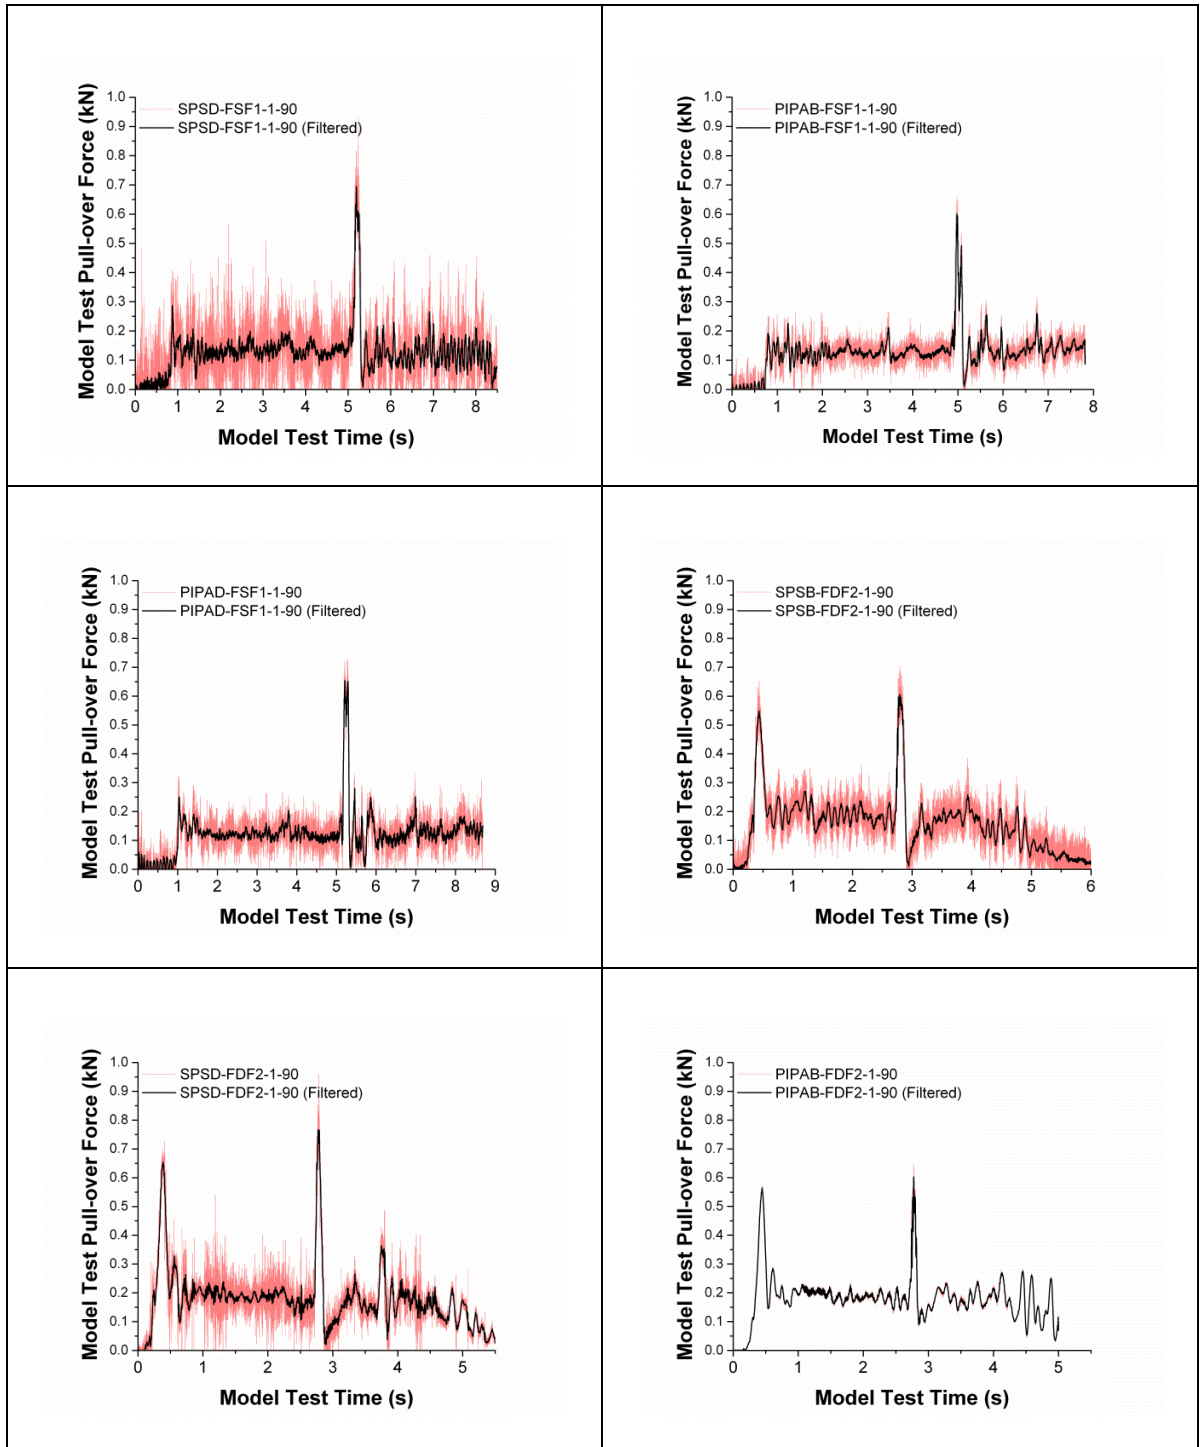 Model Test Pull-over Force (kN)
1.0
0.9
0.8
0.7
0.6
0.5
0.4
0.3
0.2
0.1
0.0
SPSD-FSF1-1-90
SPSD-FSF1-1-90 (Filtered)
0 1 2 3 4 5 6 7 8
Model Test Time (s)
Model Test Pull-over Force (kN)
1.0
0.9
0.8
0.7
0.6
0.5
0.4
0.3
0.2
0.1
0.0
PIPAB-FSF1-1-90
PIPAB-FSF1-1-90 (Filtered)
0 1 2 3 4 5 6 7 8
Model Test Time (s)
Model Test Pull-over Force (kN)
1.0
0.9
0.8
0.7
0.6
0.5
0.4
0.3
0.2
0.1
0.0
PIPAD-FSF1-1-90
PIPAD-FSF1-1-90 (Filtered)
0 1 2 3 4 5 6 7 8 9
Model Test Time (s)
Model Test Pull-over Force (kN)
1.0
0.9
0.8
0.7
0.6
0.5
0.4
0.3
0.2
0.1
0.0
SPSB-FDF2-1-90
SPSB-FDF2-1-90 (Filtered)
0 1 2 3 4 5 6
Model Test Time (s)
Model Test Pull-over Force (kN)
1.0
0.9
0.8
0.7
0.6
0.5
0.4
0.3
0.2
0.1
0.0
SPSD-FDF2-1-90
SPSD-FDF2-1-90 (Filtered)
0 1 2 3 4 5
Model Test Time (s)
Model Test Pull-over Force (kN)
1.0
0.9
0.8
0.7
0.6
0.5
0.4
0.3
0.2
0.1
0.0
PIPAB-FDF2-1-90
PIPAB-FDF2-1-90 (Filtered)
0 1 2 3 4 5
Model Test Time (s)